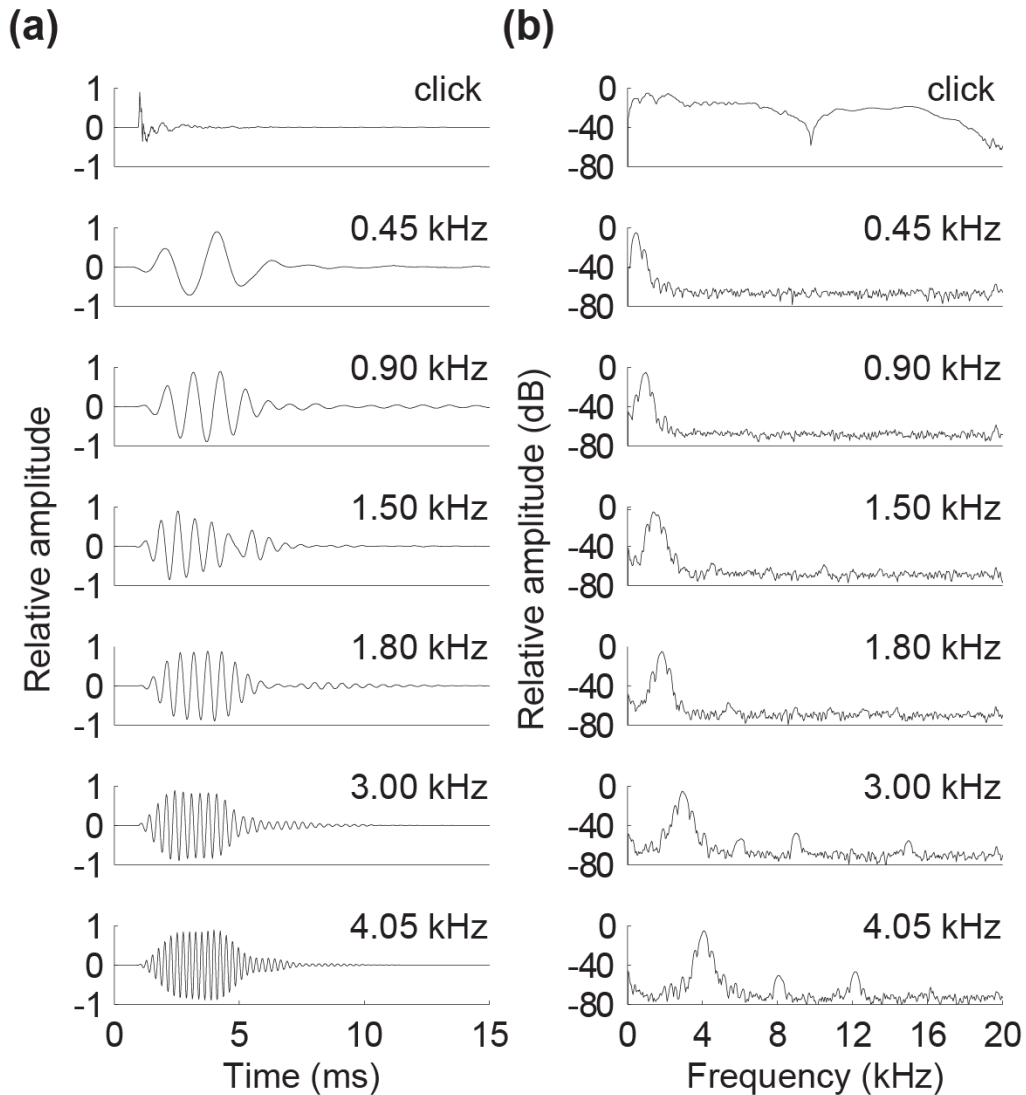 (a)
(b)
Relative amplitude
1
0
-1
click
1
0
-1
0.45 kHz
1
0
-1
0.90 kHz
1
0
-1
1.50 kHz
1
0
-1
1.80 kHz
1
0
-1
3.00 kHz
1
0
-1
4.05 kHz
0 5 10 15
Time (ms)
Relative amplitude (dB)
0
-40
-80
click
0
-40
-80
0.45 kHz
0
-40
-80
0.90 kHz
0
-40
-80
1.50 kHz
0
-40
-80
1.80 kHz
0
-40
-80
3.00 kHz
0
-40
-80
4.05 kHz
0 4 8 12 16 20
Frequency (kHz)